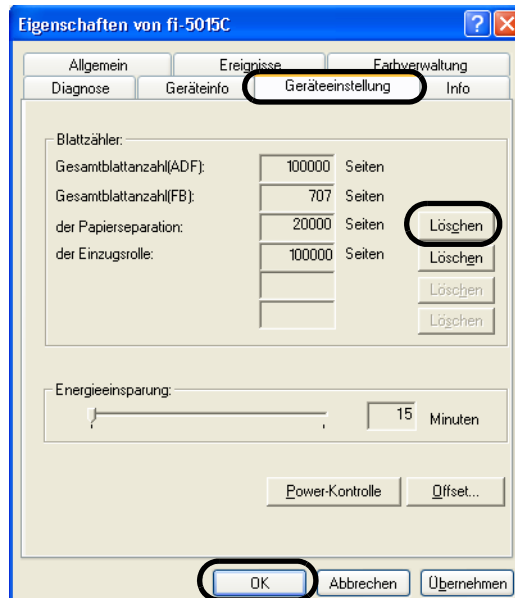 Eigenschaften von fi-5015C
Allgemein Ereignisse Farbverwaltung
Diagnose Geräteinfo Geräteeinstellung Info
Blattzähler:
Gesamtblattanzahl(ADF): 100000 Seiten
Gesamtblattanzahl(FB): 707 Seiten
der Papierseparation: 20000 Seiten Löschen
der Einzugsrolle: 100000 Seiten Löschen
Löschen
Löschen
Energieeinsparung:
15 Minuten
Power-Kontrolle Offset...
OK Abbrechen Übernehmen